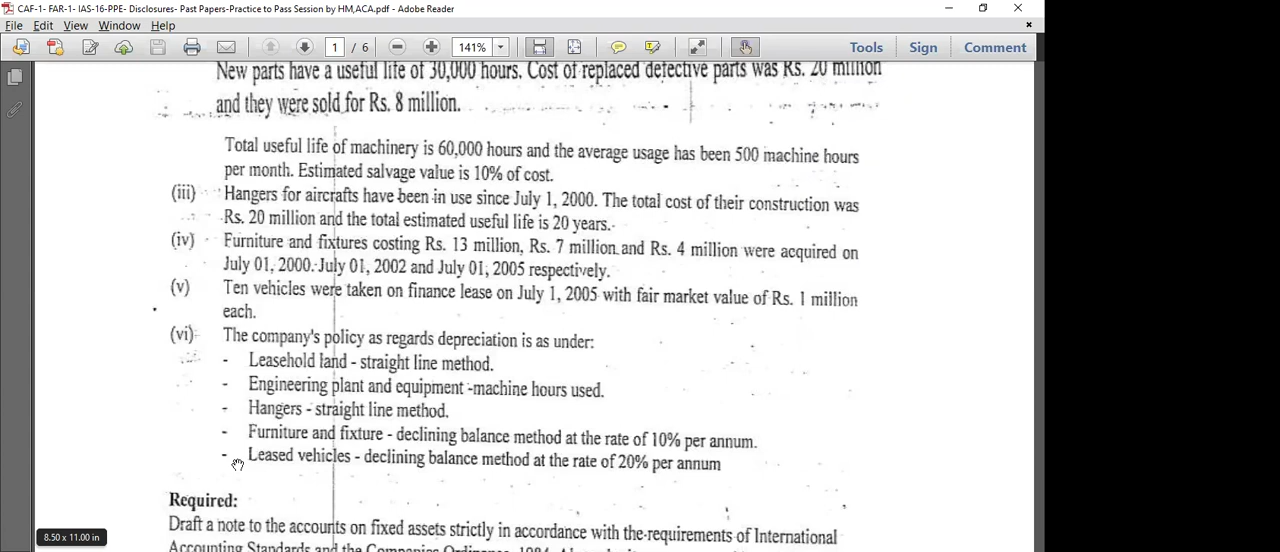 CAF-1- FAR-1- IAS-16-PPE- Disclosures- Past Papers-Practice to Pass Session by HM,ACA.pdf - Adobe Reader
File Edit View Window Help
1 / 6 141% Tools Sign Comment
New parts have a useful life of 30,000 hours. Cost of replaced defective parts was Rs. 20 million
and they were sold for Rs. 8 million.
Total useful life of machinery is 60,000 hours and the average usage has been 500 machine hours
per month. Estimated salvage value is 10% of cost.
(iii) Hangers for aircrafts have been in use since July 1, 2000. The total cost of their construction was
Rs. 20 million and the total estimated useful life is 20 years.
(iv) Furniture and fixtures costing Rs. 13 million, Rs. 7 million and Rs. 4 million were acquired on
July 01, 2000. July 01, 2002 and July 01, 2005 respectively.
(v) Ten vehicles were taken on finance lease on July 1, 2005 with fair market value of Rs. 1 million
each.
(vi) The company's policy as regards depreciation is as under:
- Leasehold land - straight line method.
- Engineering plant and equipment -machine hours used.
- Hangers - straight line method.
- Furniture and fixture - declining balance method at the rate of 10% per annum.
- Leased vehicles - declining balance method at the rate of 20% per annum
Required:
Draft a note to the accounts on fixed assets strictly in accordance with the requirements of International
8.50 x 11.00 in
Accounting Standards and the Companies Ordinance, 1984.